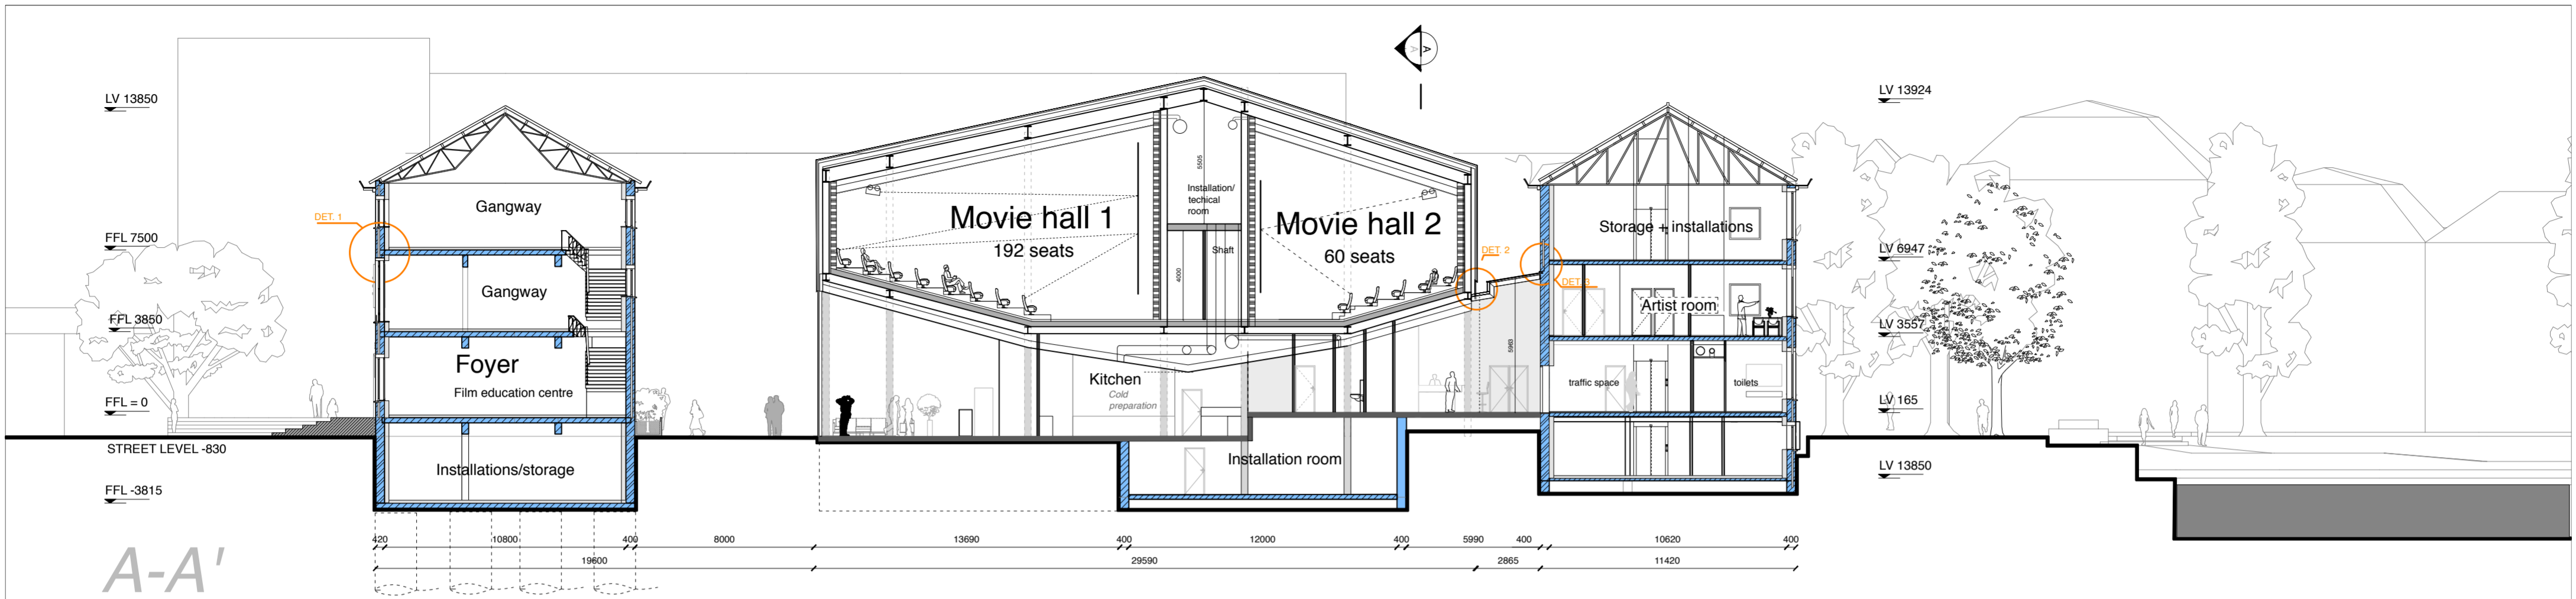 A
A
LV 13850
LV 13924
DET. 1
Gangway
5505
Installation/
techical
room
Storage + installations
Movie hall 1
192 seats
Movie hall 2
60 seats
FFL 7500
Shaft
DET. 2
LV 6947
4000
DET. 3
Gangway
Artist room
FFL 3850
LV 3557
5960
Foyer
Film education centre
Kitchen
Cold
preparation
traffic space
toilets
FFL = 0
LV 165
STREET LEVEL -830
Installations/storage
Installation room
LV 13850
FFL -3815
420
10800
400
8000
13690
400
12000
400
5990
400
10620
400
19600
29590
2865
11420
A-A'